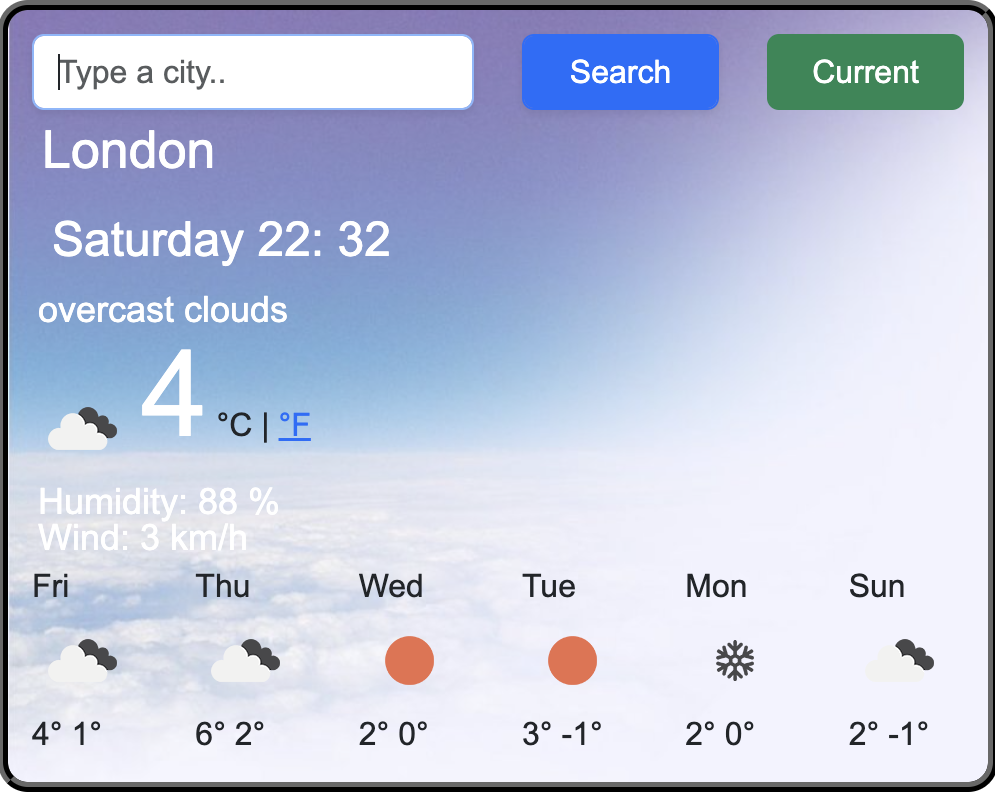 Type a city.. Search Current
London
Saturday 22: 32
overcast clouds
4 °C | °F
Humidity: 88 %
Wind: 3 km/h
Fri Thu Wed Tue Mon Sun
4° 1° 6° 2° 2° 0° 3° -1° 2° 0° 2° -1°